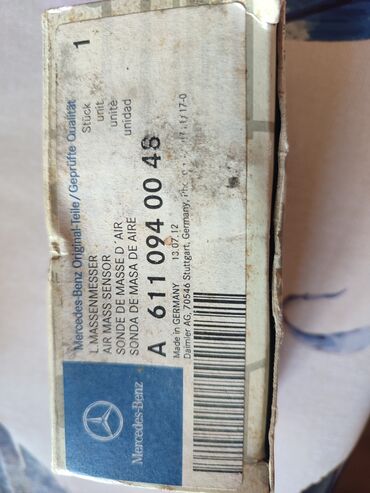 Mercedes-Benz Original-Teile/Geprüfte Qualität
1
Stück
unit
unité
unidad
L MASSENMESSER
AIR MASS SENSOR
SONDE DE MASSE D'AIR
SONDA DE MASA DE AIRE
A 611 094 00 48
Made in GERMANY 13.07.12
Daimler AG, 70546 Stuttgart, Germany,
Mercedes-Benz